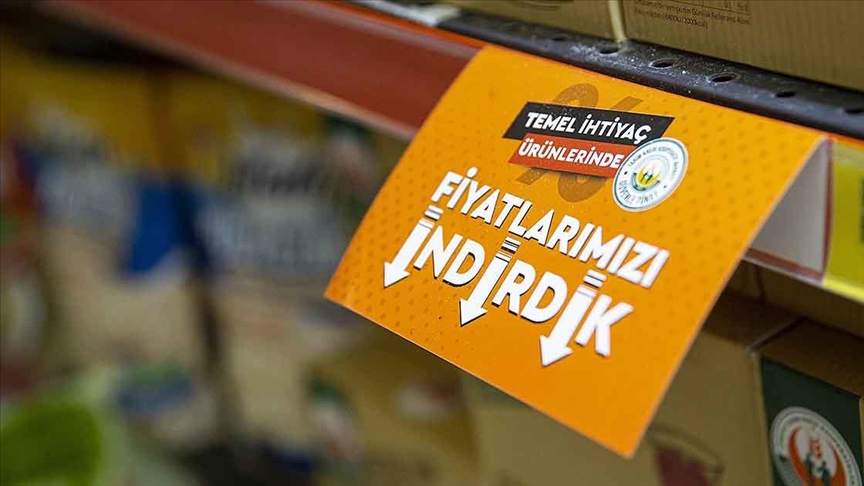 TEMEL İHTİYAÇ
ÜRÜNLERİNDE
FİYATLARIMIZI
İNDİRDİK